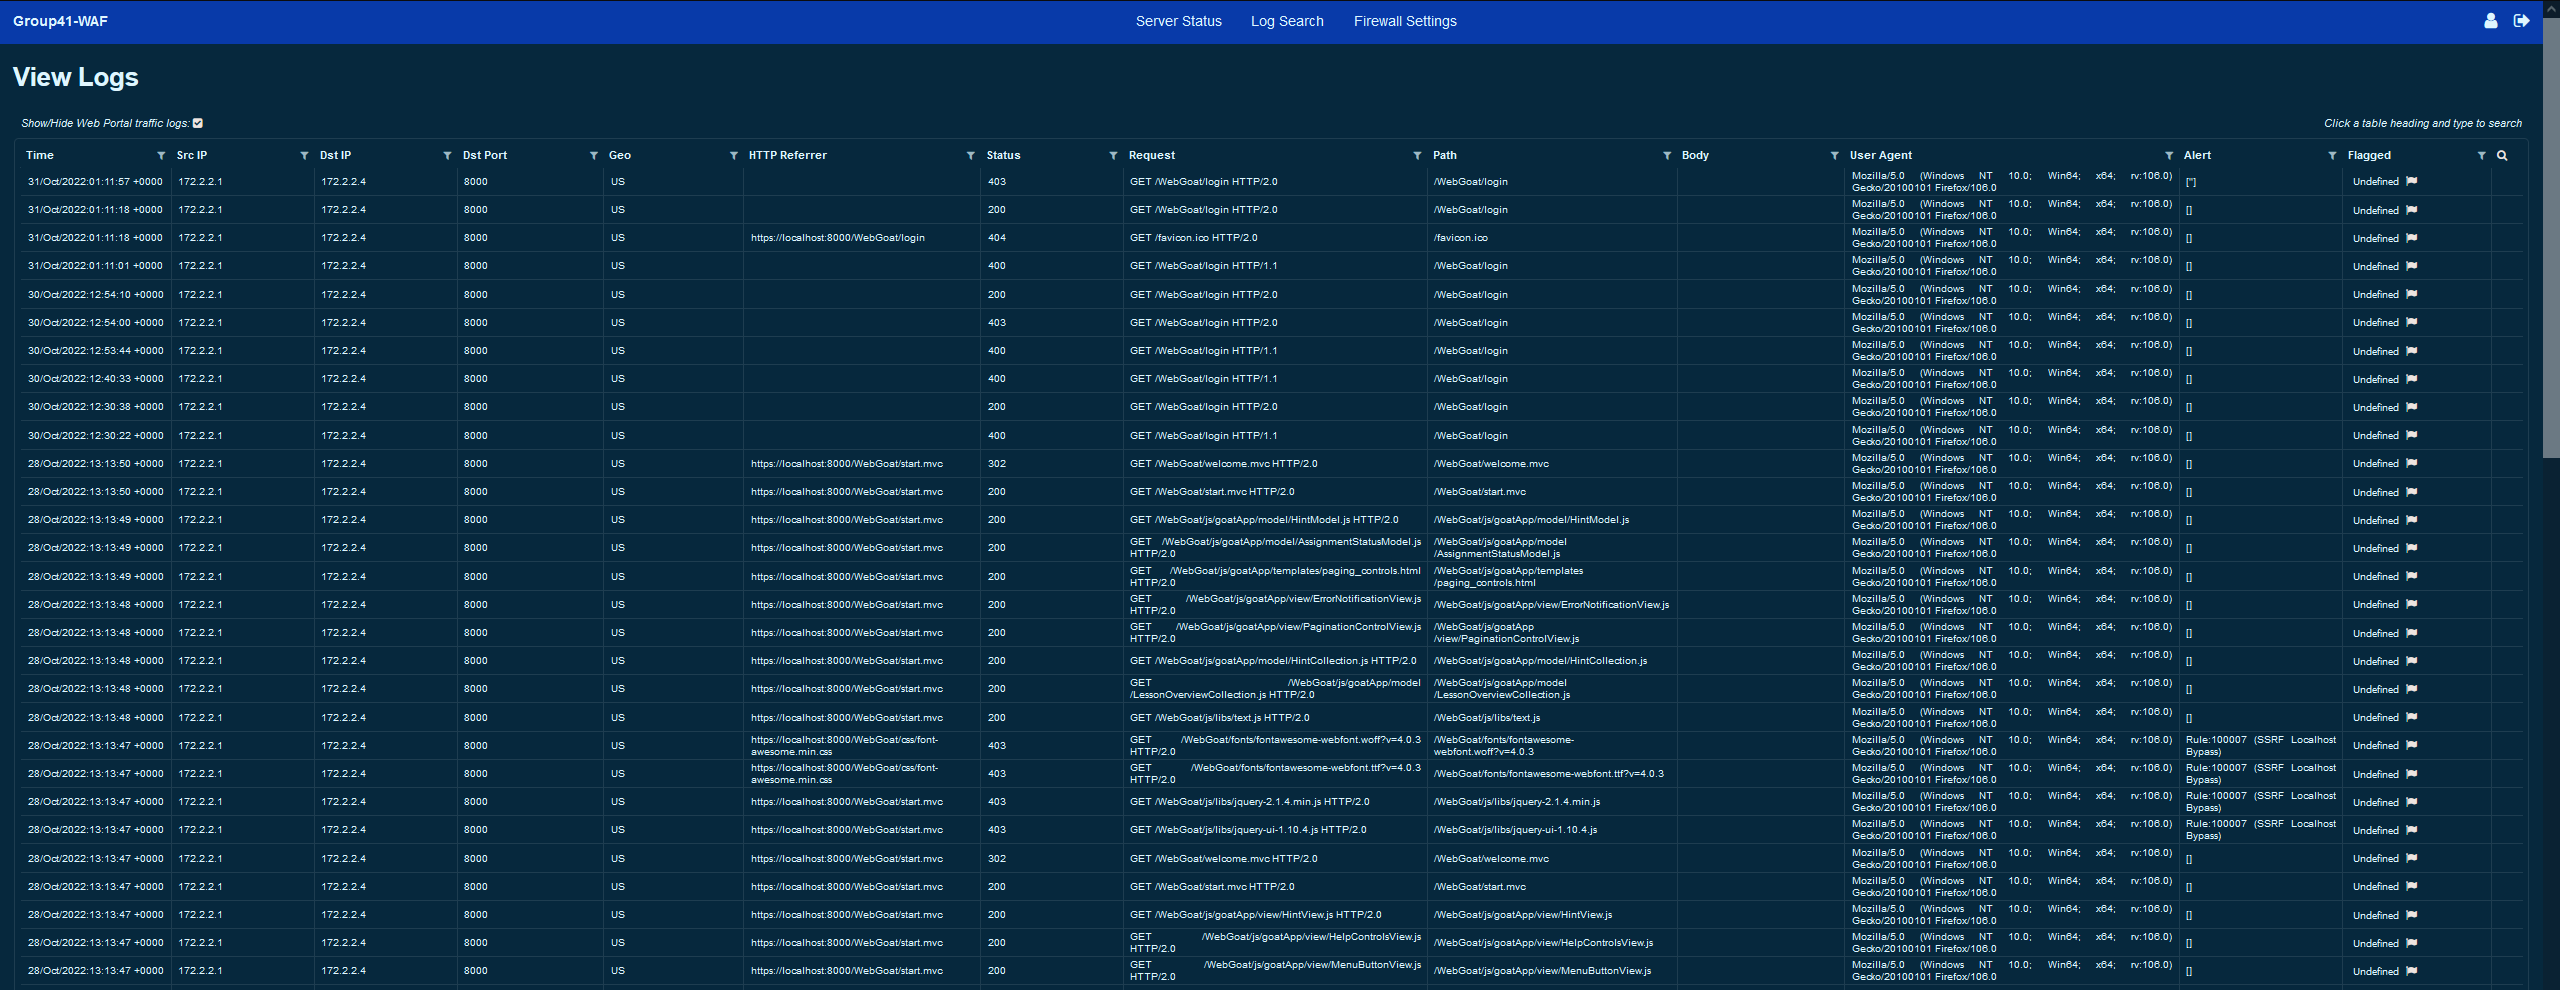 Group41-WAF
Server Status Log Search Firewall Settings
View Logs
Show/Hide Web Portal traffic logs:
Click a table heading and type to search
Time Src IP Dst IP Dst Port Geo HTTP Referrer Status Request Path Body User Agent Alert Flagged
31/Oct/2022:01:11:57 +0000 172.2.2.1 172.2.2.4 8000 US 403 GET /WebGoat/login HTTP/2.0 /WebGoat/login Mozilla/5.0 (Windows NT 10.0; Win64; x64; rv:106.0) Gecko/20100101 Firefox/106.0 [''] Undefined
31/Oct/2022:01:11:18 +0000 172.2.2.1 172.2.2.4 8000 US 200 GET /WebGoat/login HTTP/2.0 /WebGoat/login Mozilla/5.0 (Windows NT 10.0; Win64; x64; rv:106.0) Gecko/20100101 Firefox/106.0 [] Undefined
31/Oct/2022:01:11:18 +0000 172.2.2.1 172.2.2.4 8000 US https://localhost:8000/WebGoat/login 404 GET /favicon.ico HTTP/2.0 /favicon.ico Mozilla/5.0 (Windows NT 10.0; Win64; x64; rv:106.0) Gecko/20100101 Firefox/106.0 [] Undefined
31/Oct/2022:01:11:01 +0000 172.2.2.1 172.2.2.4 8000 US 400 GET /WebGoat/login HTTP/1.1 /WebGoat/login Mozilla/5.0 (Windows NT 10.0; Win64; x64; rv:106.0) Gecko/20100101 Firefox/106.0 [] Undefined
30/Oct/2022:12:54:10 +0000 172.2.2.1 172.2.2.4 8000 US 200 GET /WebGoat/login HTTP/2.0 /WebGoat/login Mozilla/5.0 (Windows NT 10.0; Win64; x64; rv:106.0) Gecko/20100101 Firefox/106.0 [] Undefined
30/Oct/2022:12:54:00 +0000 172.2.2.1 172.2.2.4 8000 US 403 GET /WebGoat/login HTTP/2.0 /WebGoat/login Mozilla/5.0 (Windows NT 10.0; Win64; x64; rv:106.0) Gecko/20100101 Firefox/106.0 [] Undefined
30/Oct/2022:12:53:44 +0000 172.2.2.1 172.2.2.4 8000 US 400 GET /WebGoat/login HTTP/1.1 /WebGoat/login Mozilla/5.0 (Windows NT 10.0; Win64; x64; rv:106.0) Gecko/20100101 Firefox/106.0 [] Undefined
30/Oct/2022:12:40:33 +0000 172.2.2.1 172.2.2.4 8000 US 400 GET /WebGoat/login HTTP/1.1 /WebGoat/login Mozilla/5.0 (Windows NT 10.0; Win64; x64; rv:106.0) Gecko/20100101 Firefox/106.0 [] Undefined
30/Oct/2022:12:30:38 +0000 172.2.2.1 172.2.2.4 8000 US 200 GET /WebGoat/login HTTP/2.0 /WebGoat/login Mozilla/5.0 (Windows NT 10.0; Win64; x64; rv:106.0) Gecko/20100101 Firefox/106.0 [] Undefined
30/Oct/2022:12:30:22 +0000 172.2.2.1 172.2.2.4 8000 US 400 GET /WebGoat/login HTTP/1.1 /WebGoat/login Mozilla/5.0 (Windows NT 10.0; Win64; x64; rv:106.0) Gecko/20100101 Firefox/106.0 [] Undefined
28/Oct/2022:13:13:50 +0000 172.2.2.1 172.2.2.4 8000 US https://localhost:8000/WebGoat/start.mvc 302 GET /WebGoat/welcome.mvc HTTP/2.0 /WebGoat/welcome.mvc Mozilla/5.0 (Windows NT 10.0; Win64; x64; rv:106.0) Gecko/20100101 Firefox/106.0 [] Undefined
28/Oct/2022:13:13:50 +0000 172.2.2.1 172.2.2.4 8000 US https://localhost:8000/WebGoat/start.mvc 200 GET /WebGoat/start.mvc HTTP/2.0 /WebGoat/start.mvc Mozilla/5.0 (Windows NT 10.0; Win64; x64; rv:106.0) Gecko/20100101 Firefox/106.0 [] Undefined
28/Oct/2022:13:13:49 +0000 172.2.2.1 172.2.2.4 8000 US https://localhost:8000/WebGoat/start.mvc 200 GET /WebGoat/js/goatApp/model/HintModel.js HTTP/2.0 /WebGoat/js/goatApp/model/HintModel.js Mozilla/5.0 (Windows NT 10.0; Win64; x64; rv:106.0) Gecko/20100101 Firefox/106.0 [] Undefined
28/Oct/2022:13:13:49 +0000 172.2.2.1 172.2.2.4 8000 US https://localhost:8000/WebGoat/start.mvc 200 GET /WebGoat/js/goatApp/model/AssignmentStatusModel.js HTTP/2.0 /WebGoat/js/goatApp/model /AssignmentStatusModel.js Mozilla/5.0 (Windows NT 10.0; Win64; x64; rv:106.0) Gecko/20100101 Firefox/106.0 [] Undefined
28/Oct/2022:13:13:49 +0000 172.2.2.1 172.2.2.4 8000 US https://localhost:8000/WebGoat/start.mvc 200 GET /WebGoat/js/goatApp/templates/paging_controls.html HTTP/2.0 /WebGoat/js/goatApp/templates /paging_controls.html Mozilla/5.0 (Windows NT 10.0; Win64; x64; rv:106.0) Gecko/20100101 Firefox/106.0 [] Undefined
28/Oct/2022:13:13:48 +0000 172.2.2.1 172.2.2.4 8000 US https://localhost:8000/WebGoat/start.mvc 200 GET /WebGoat/js/goatApp/view/ErrorNotificationView.js HTTP/2.0 /WebGoat/js/goatApp/view/ErrorNotificationView.js Mozilla/5.0 (Windows NT 10.0; Win64; x64; rv:106.0) Gecko/20100101 Firefox/106.0 [] Undefined
28/Oct/2022:13:13:48 +0000 172.2.2.1 172.2.2.4 8000 US https://localhost:8000/WebGoat/start.mvc 200 GET /WebGoat/js/goatApp/view/PaginationControlView.js HTTP/2.0 /WebGoat/js/goatApp /view/PaginationControlView.js Mozilla/5.0 (Windows NT 10.0; Win64; x64; rv:106.0) Gecko/20100101 Firefox/106.0 [] Undefined
28/Oct/2022:13:13:48 +0000 172.2.2.1 172.2.2.4 8000 US https://localhost:8000/WebGoat/start.mvc 200 GET /WebGoat/js/goatApp/model/HintCollection.js HTTP/2.0 /WebGoat/js/goatApp/model/HintCollection.js Mozilla/5.0 (Windows NT 10.0; Win64; x64; rv:106.0) Gecko/20100101 Firefox/106.0 [] Undefined
28/Oct/2022:13:13:48 +0000 172.2.2.1 172.2.2.4 8000 US https://localhost:8000/WebGoat/start.mvc 200 GET /WebGoat/js/goatApp/model /LessonOverviewCollection.js HTTP/2.0 /WebGoat/js/goatApp/model /LessonOverviewCollection.js Mozilla/5.0 (Windows NT 10.0; Win64; x64; rv:106.0) Gecko/20100101 Firefox/106.0 [] Undefined
28/Oct/2022:13:13:48 +0000 172.2.2.1 172.2.2.4 8000 US https://localhost:8000/WebGoat/start.mvc 200 GET /WebGoat/js/libs/text.js HTTP/2.0 /WebGoat/js/libs/text.js Mozilla/5.0 (Windows NT 10.0; Win64; x64; rv:106.0) Gecko/20100101 Firefox/106.0 [] Undefined
28/Oct/2022:13:13:47 +0000 172.2.2.1 172.2.2.4 8000 US https://localhost:8000/WebGoat/css/font-awesome.min.css 403 GET /WebGoat/fonts/fontawesome-webfont.woff?v=4.0.3 HTTP/2.0 /WebGoat/fonts/fontawesome-webfont.woff?v=4.0.3 Mozilla/5.0 (Windows NT 10.0; Win64; x64; rv:106.0) Gecko/20100101 Firefox/106.0 Rule:100007 (SSRF Localhost Bypass) Undefined
28/Oct/2022:13:13:47 +0000 172.2.2.1 172.2.2.4 8000 US https://localhost:8000/WebGoat/css/font-awesome.min.css 403 GET /WebGoat/fonts/fontawesome-webfont.ttf?v=4.0.3 HTTP/2.0 /WebGoat/fonts/fontawesome-webfont.ttf?v=4.0.3 Mozilla/5.0 (Windows NT 10.0; Win64; x64; rv:106.0) Gecko/20100101 Firefox/106.0 Rule:100007 (SSRF Localhost Bypass) Undefined
28/Oct/2022:13:13:47 +0000 172.2.2.1 172.2.2.4 8000 US https://localhost:8000/WebGoat/start.mvc 403 GET /WebGoat/js/libs/jquery-2.1.4.min.js HTTP/2.0 /WebGoat/js/libs/jquery-2.1.4.min.js Mozilla/5.0 (Windows NT 10.0; Win64; x64; rv:106.0) Gecko/20100101 Firefox/106.0 Rule:100007 (SSRF Localhost Bypass) Undefined
28/Oct/2022:13:13:47 +0000 172.2.2.1 172.2.2.4 8000 US https://localhost:8000/WebGoat/start.mvc 403 GET /WebGoat/js/libs/jquery-ui-1.10.4.js HTTP/2.0 /WebGoat/js/libs/jquery-ui-1.10.4.js Mozilla/5.0 (Windows NT 10.0; Win64; x64; rv:106.0) Gecko/20100101 Firefox/106.0 Rule:100007 (SSRF Localhost Bypass) Undefined
28/Oct/2022:13:13:47 +0000 172.2.2.1 172.2.2.4 8000 US https://localhost:8000/WebGoat/start.mvc 302 GET /WebGoat/welcome.mvc HTTP/2.0 /WebGoat/welcome.mvc Mozilla/5.0 (Windows NT 10.0; Win64; x64; rv:106.0) Gecko/20100101 Firefox/106.0 [] Undefined
28/Oct/2022:13:13:47 +0000 172.2.2.1 172.2.2.4 8000 US https://localhost:8000/WebGoat/start.mvc 200 GET /WebGoat/start.mvc HTTP/2.0 /WebGoat/start.mvc Mozilla/5.0 (Windows NT 10.0; Win64; x64; rv:106.0) Gecko/20100101 Firefox/106.0 [] Undefined
28/Oct/2022:13:13:47 +0000 172.2.2.1 172.2.2.4 8000 US https://localhost:8000/WebGoat/start.mvc 200 GET /WebGoat/js/goatApp/view/HintView.js HTTP/2.0 /WebGoat/js/goatApp/view/HintView.js Mozilla/5.0 (Windows NT 10.0; Win64; x64; rv:106.0) Gecko/20100101 Firefox/106.0 [] Undefined
28/Oct/2022:13:13:47 +0000 172.2.2.1 172.2.2.4 8000 US https://localhost:8000/WebGoat/start.mvc 200 GET /WebGoat/js/goatApp/view/HelpControlsView.js HTTP/2.0 /WebGoat/js/goatApp/view/HelpControlsView.js Mozilla/5.0 (Windows NT 10.0; Win64; x64; rv:106.0) Gecko/20100101 Firefox/106.0 [] Undefined
28/Oct/2022:13:13:47 +0000 172.2.2.1 172.2.2.4 8000 US https://localhost:8000/WebGoat/start.mvc 200 GET /WebGoat/js/goatApp/view/MenuButtonView.js HTTP/2.0 /WebGoat/js/goatApp/view/MenuButtonView.js Mozilla/5.0 (Windows NT 10.0; Win64; x64; rv:106.0) Gecko/20100101 Firefox/106.0 [] Undefined